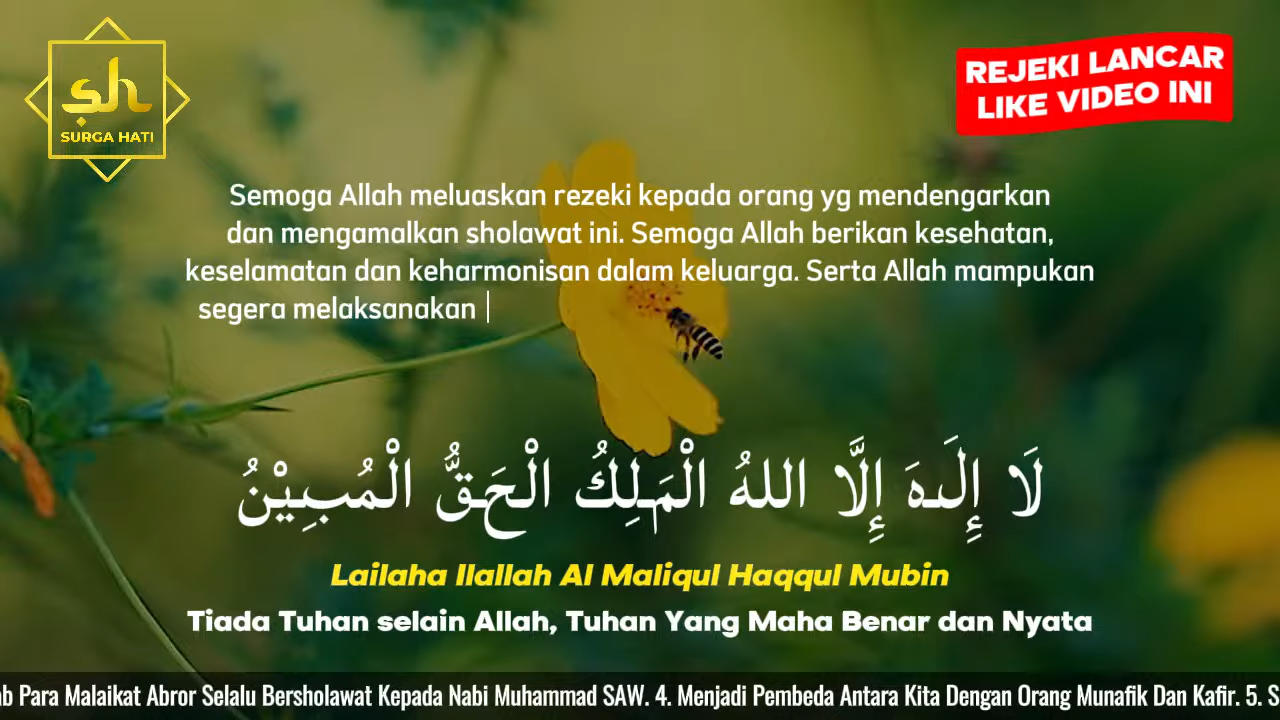 sh
SURGA HATI
REJEKI LANCAR
LIKE VIDEO INI
Semoga Allah meluaskan rezeki kepada orang yg mendengarkan
dan mengamalkan sholawat ini. Semoga Allah berikan kesehatan,
keselamatan dan keharmonisan dalam keluarga. Serta Allah mampukan
segera melaksanakan
لَا إِلَـٰهَ إِلَّا اللهُ الْمَلِكُ الْحَقُّ الْمُبِيْنُ
Lailaha Ilallah Al Maliqul Haqqul Mubin
Tiada Tuhan selain Allah, Tuhan Yang Maha Benar dan Nyata
Para Malaikat Abror Selalu Bersholawat Kepada Nabi Muhammad SAW. 4. Menjadi Pembeda Antara Kita Dengan Orang Munafik Dan Kafir. 5.